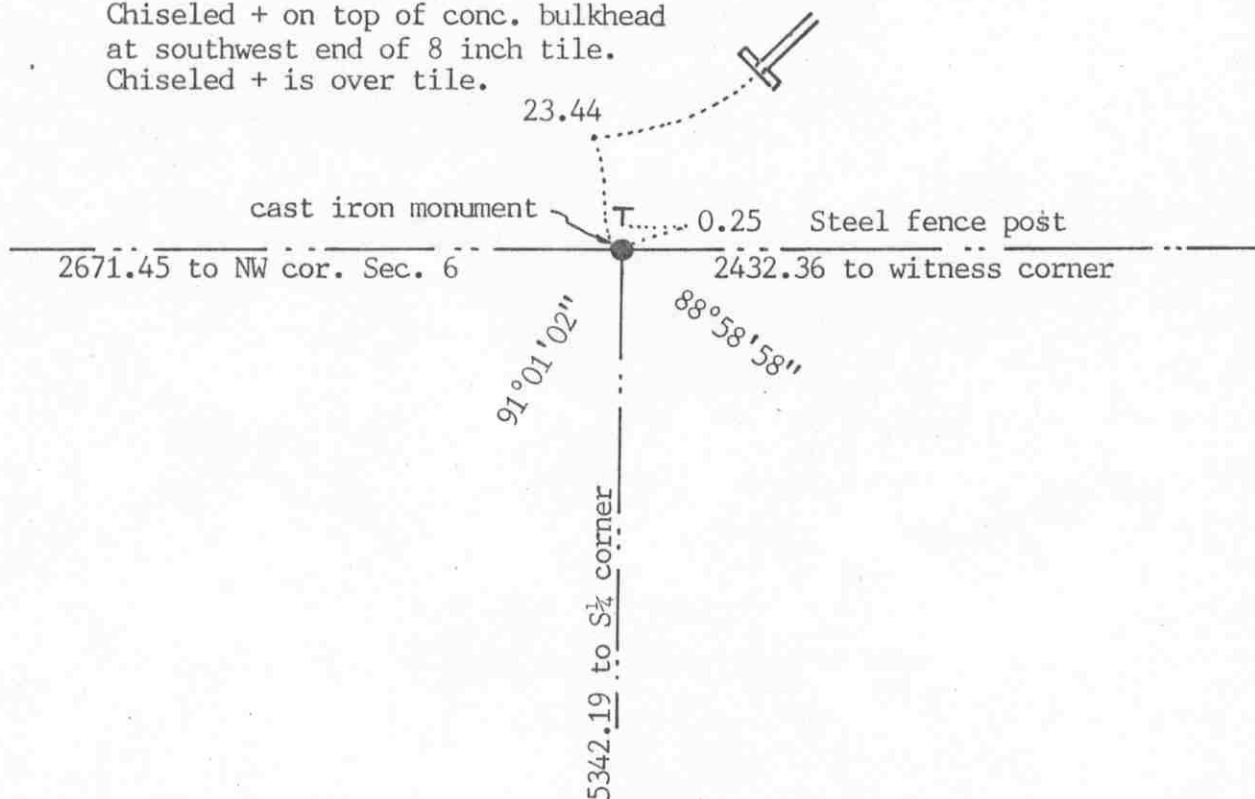 Chiseled + on top of conc. bulkhead
at southwest end of 8 inch tile.
Chiseled + is over tile.
23.44
cast iron monument
0.25 Steel fence post
2671.45 to NW cor. Sec. 6
2432.36 to witness corner
91°01'02"
88°58'58"
5342.19 to S¼ corner